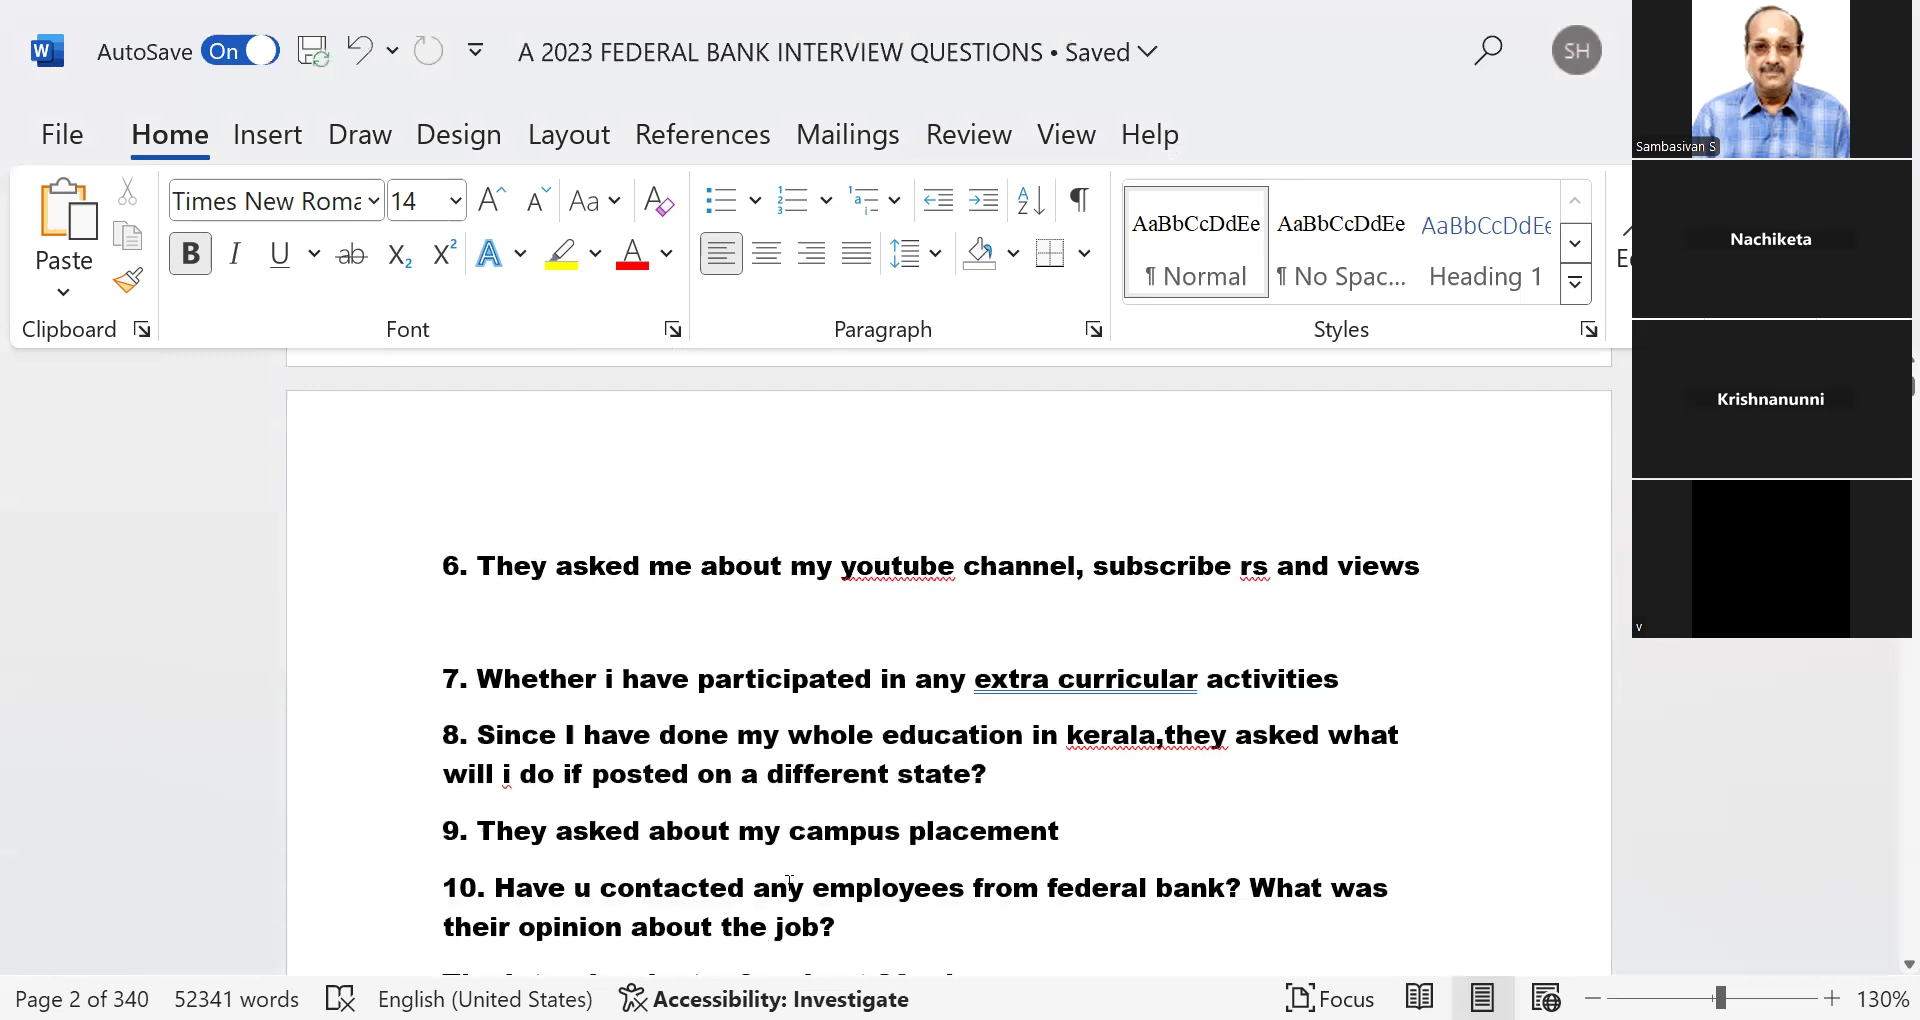 AutoSave On A 2023 FEDERAL BANK INTERVIEW QUESTIONS • Saved SH
File Home Insert Draw Design Layout References Mailings Review View Help
Times New Roma 14 Aa
Paste B I U ab X2 X2 A A
AaBbCcDdEe AaBbCcDdEe AaBbCcDdEe
¶ Normal ¶ No Spac... Heading 1
Clipboard Font Paragraph Styles
Sambasivan S
Nachiketa
Krishnanunni
v
6. They asked me about my youtube channel, subscribe rs and views
7. Whether i have participated in any extra curricular activities
8. Since I have done my whole education in kerala,they asked what
will i do if posted on a different state?
9. They asked about my campus placement
10. Have u contacted any employees from federal bank? What was
their opinion about the job?
Page 2 of 340 52341 words English (United States) Accessibility: Investigate Focus 130%